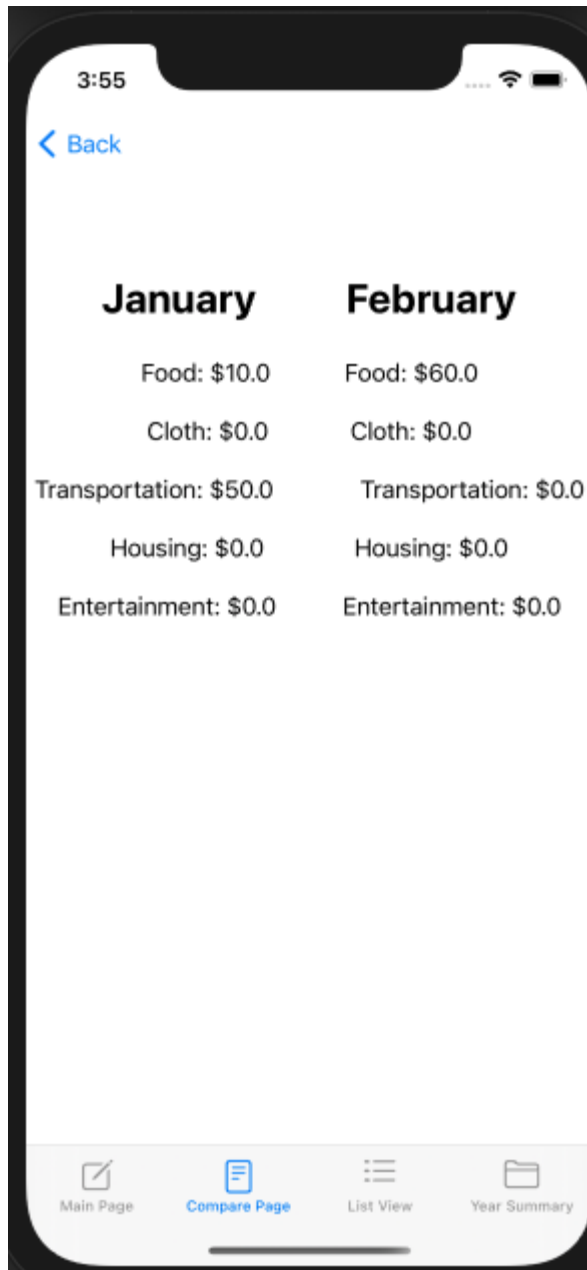 3:55
Back
January February
Food: $10.0 Food: $60.0
Cloth: $0.0 Cloth: $0.0
Transportation: $50.0 Transportation: $0.0
Housing: $0.0 Housing: $0.0
Entertainment: $0.0 Entertainment: $0.0
Main Page Compare Page List View Year Summary